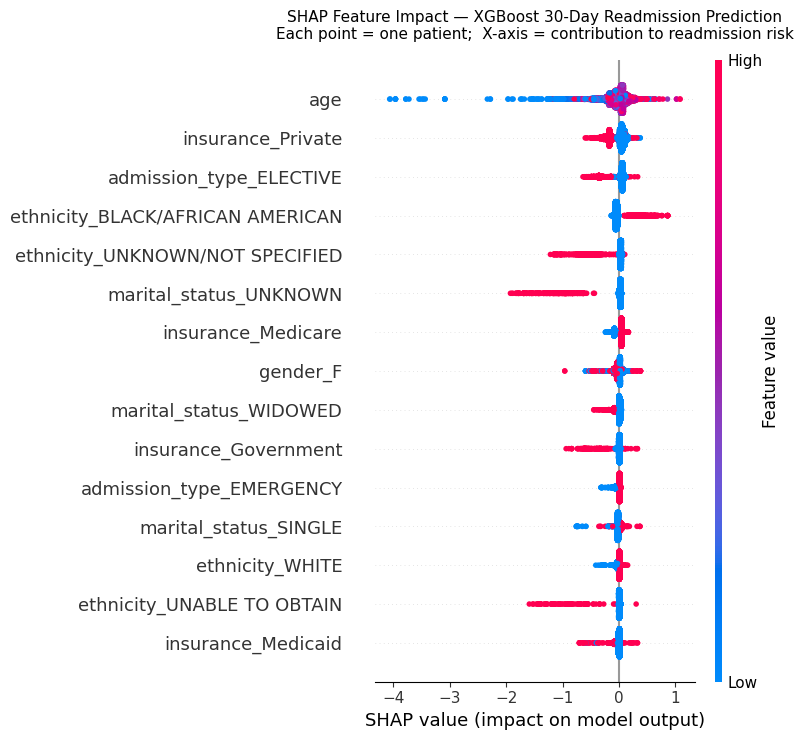 SHAP Feature Impact — XGBoost 30-Day Readmission Prediction
Each point = one patient;  X-axis = contribution to readmission risk
High
age
insurance_Private
admission_type_ELECTIVE
ethnicity_BLACK/AFRICAN AMERICAN
ethnicity_UNKNOWN/NOT SPECIFIED
marital_status_UNKNOWN
insurance_Medicare
gender_F
marital_status_WIDOWED
insurance_Government
admission_type_EMERGENCY
marital_status_SINGLE
ethnicity_WHITE
ethnicity_UNABLE TO OBTAIN
insurance_Medicaid
Feature value
Low
−4 −3 −2 −1 0 1
SHAP value (impact on model output)